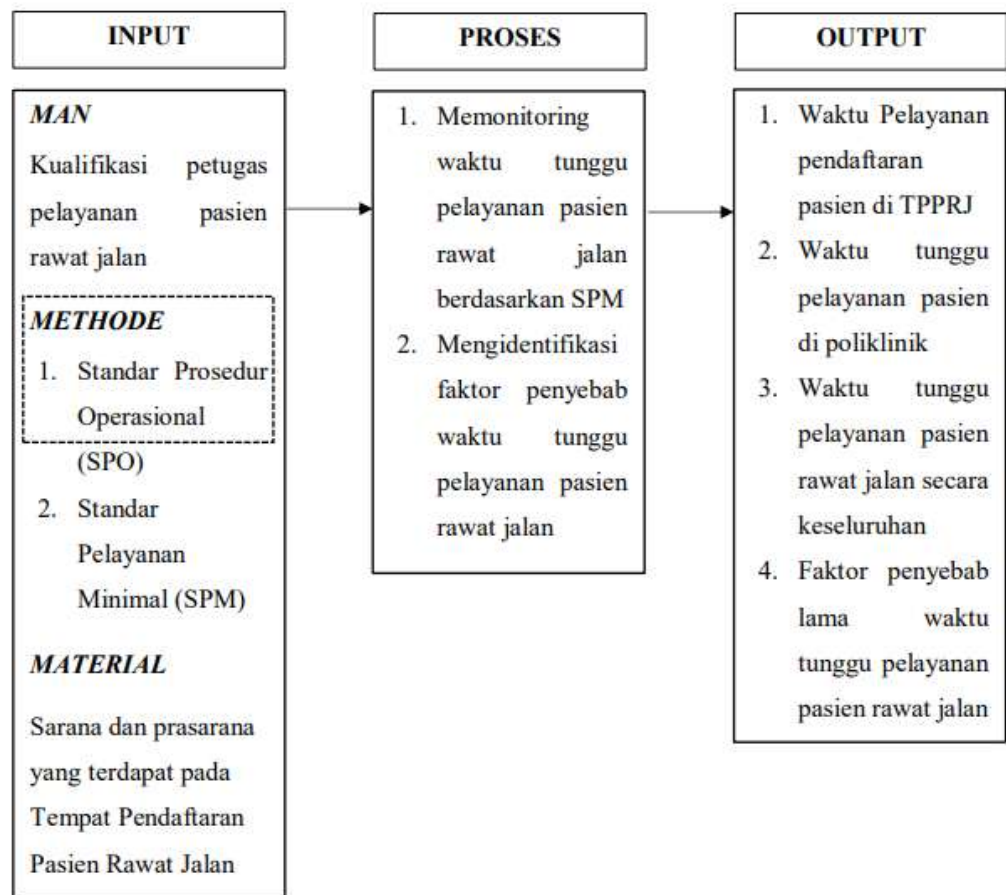 INPUT
MAN
Kualifikasi petugas
pelayanan pasien
rawat jalan
METHODE
1. Standar Prosedur
Operasional
(SPO)
2. Standar
Pelayanan
Minimal (SPM)
MATERIAL
Sarana dan prasarana
yang terdapat pada
Tempat Pendaftaran
Pasien Rawat Jalan
PROSES
1. Memonitoring
waktu tunggu
pelayanan pasien
rawat jalan
berdasarkan SPM
2. Mengidentifikasi
faktor penyebab
waktu tunggu
pelayanan pasien
rawat jalan
OUTPUT
1. Waktu Pelayanan
pendaftaran
pasien di TPPRJ
2. Waktu tunggu
pelayanan pasien
di poliklinik
3. Waktu tunggu
pelayanan pasien
rawat jalan secara
keseluruhan
4. Faktor penyebab
lama waktu
tunggu pelayanan
pasien rawat jalan